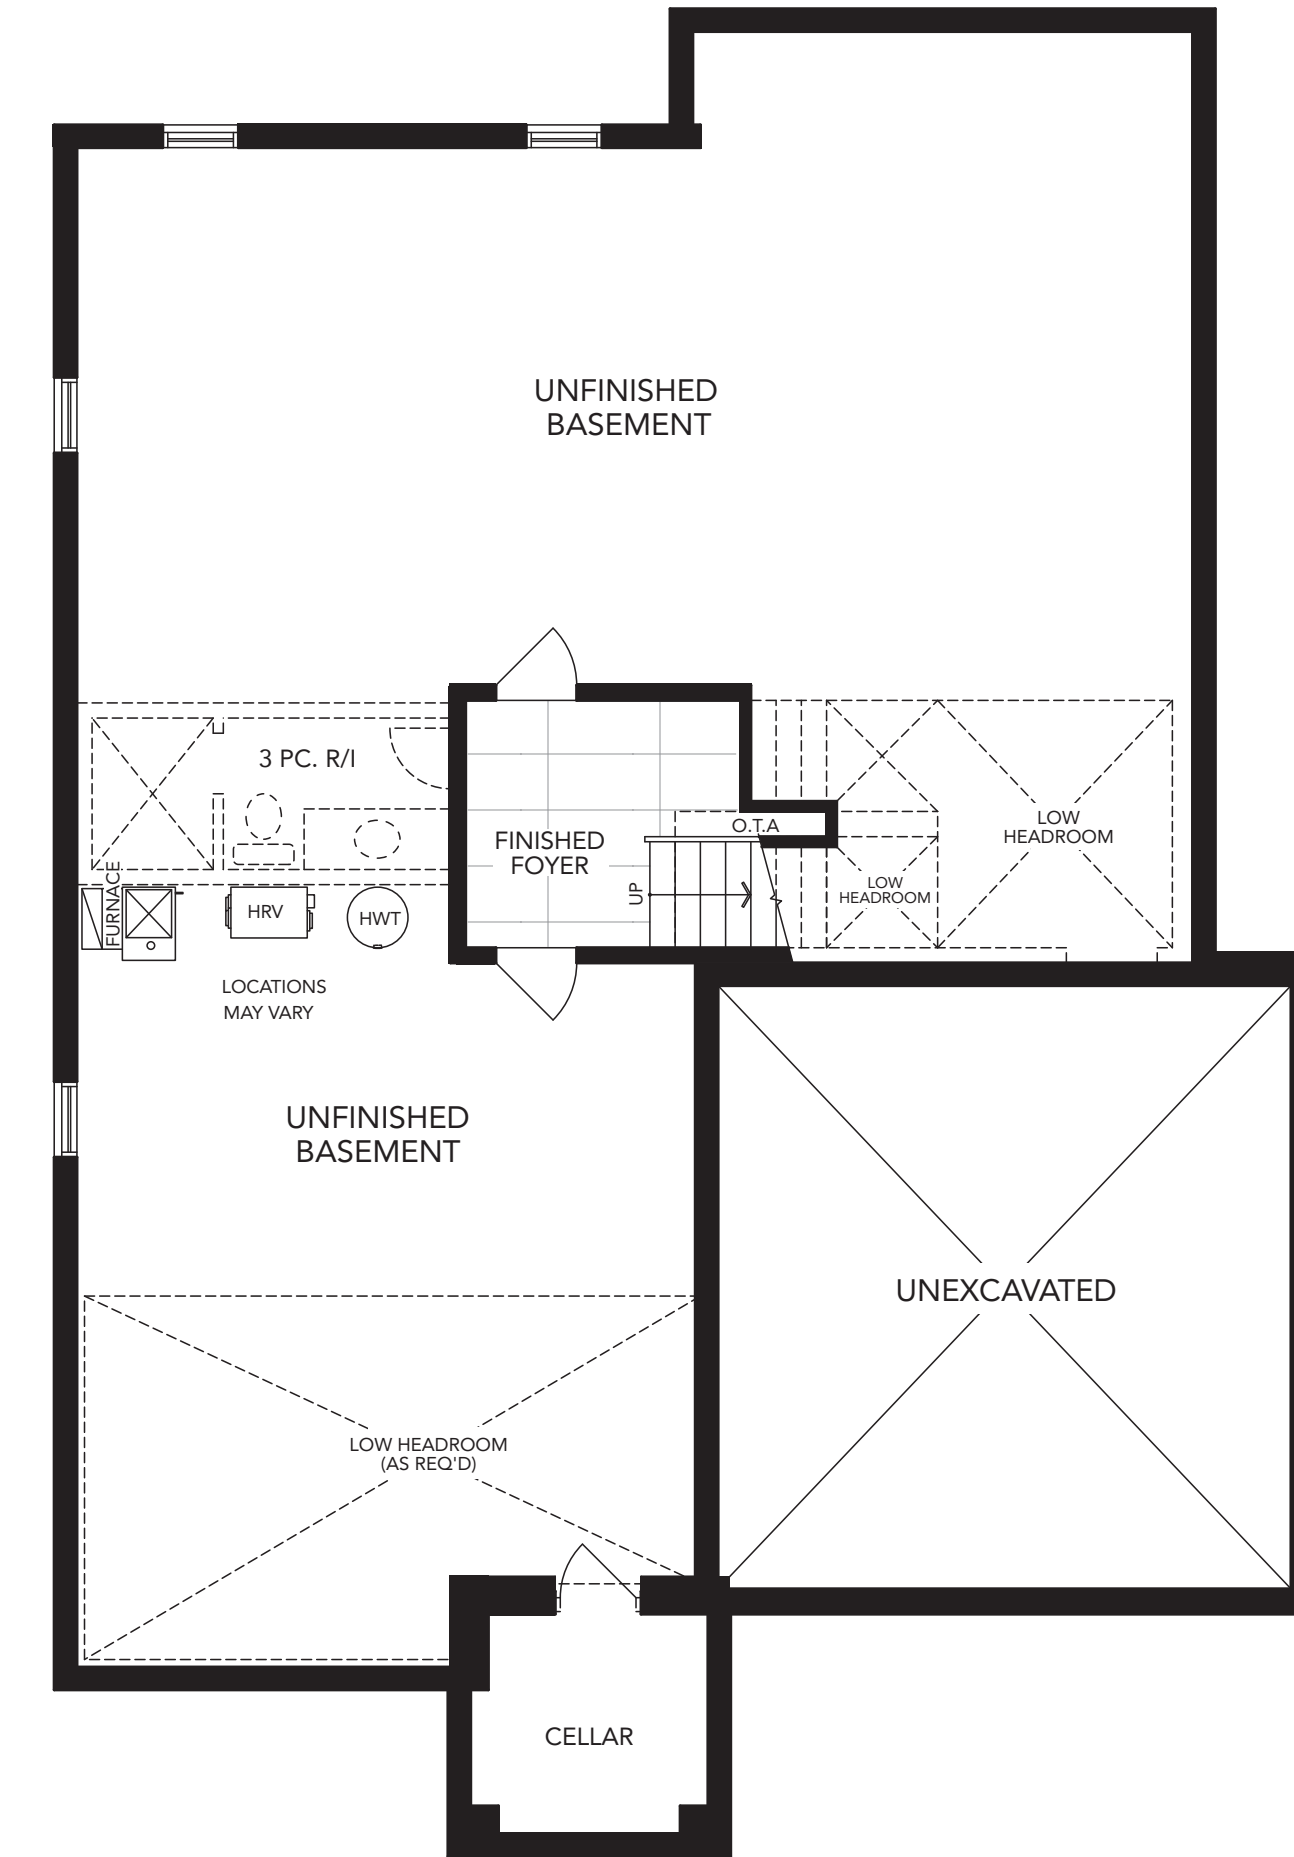 UNFINISHED
BASEMENT
3 PC. R/I
O.T.A
LOW
HEADROOM
FINISHED
FOYER
UP
LOW
HEADROOM
FURNACE
HRV
HWT
LOCATIONS
MAY VARY
UNFINISHED
BASEMENT
UNEXCAVATED
LOW HEADROOM
(AS REQ'D)
CELLAR